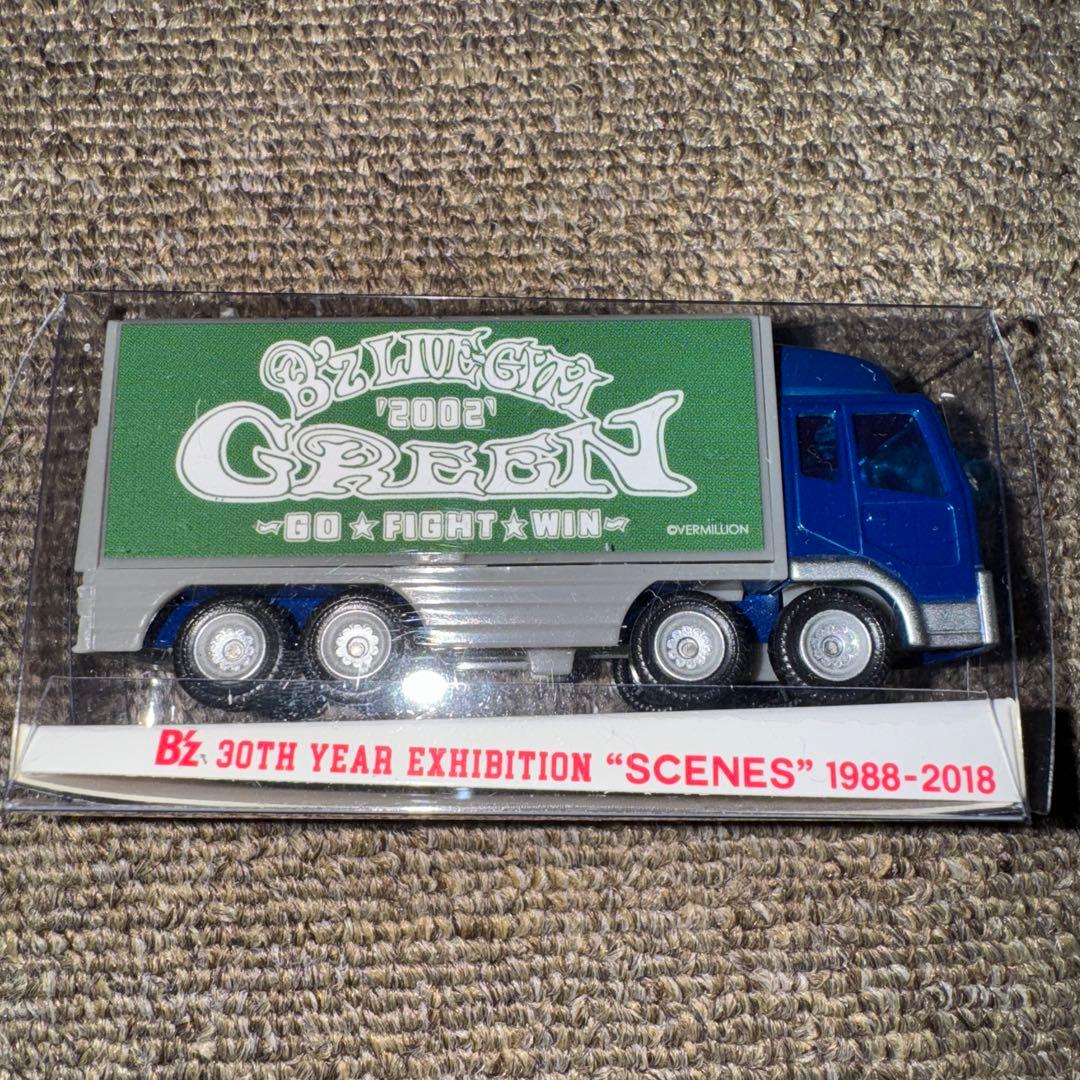 B'z LIVE-GYM
'2002'
GREEN
~GO★FIGHT★WIN~
©VERMILLION
B'z 30TH YEAR EXHIBITION “SCENES” 1988-2018